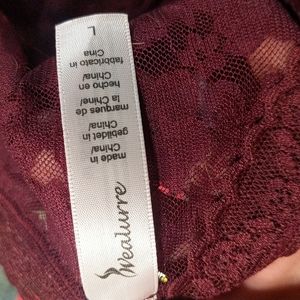 Wealurre
made in
China/
gebildet in
China/
marques de
la Chine/
hecho en
China/
fabbricato in
Cina
L